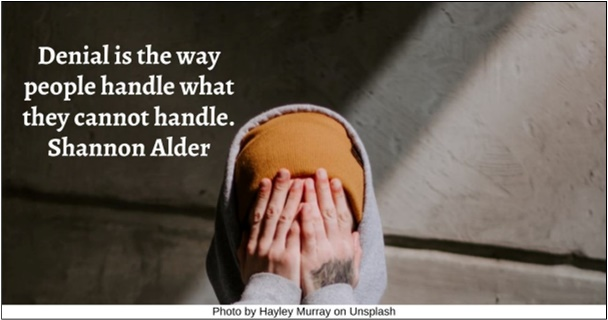 Denial is the way
people handle what
they cannot handle.
Shannon Alder
Photo by Hayley Murray on Unsplash